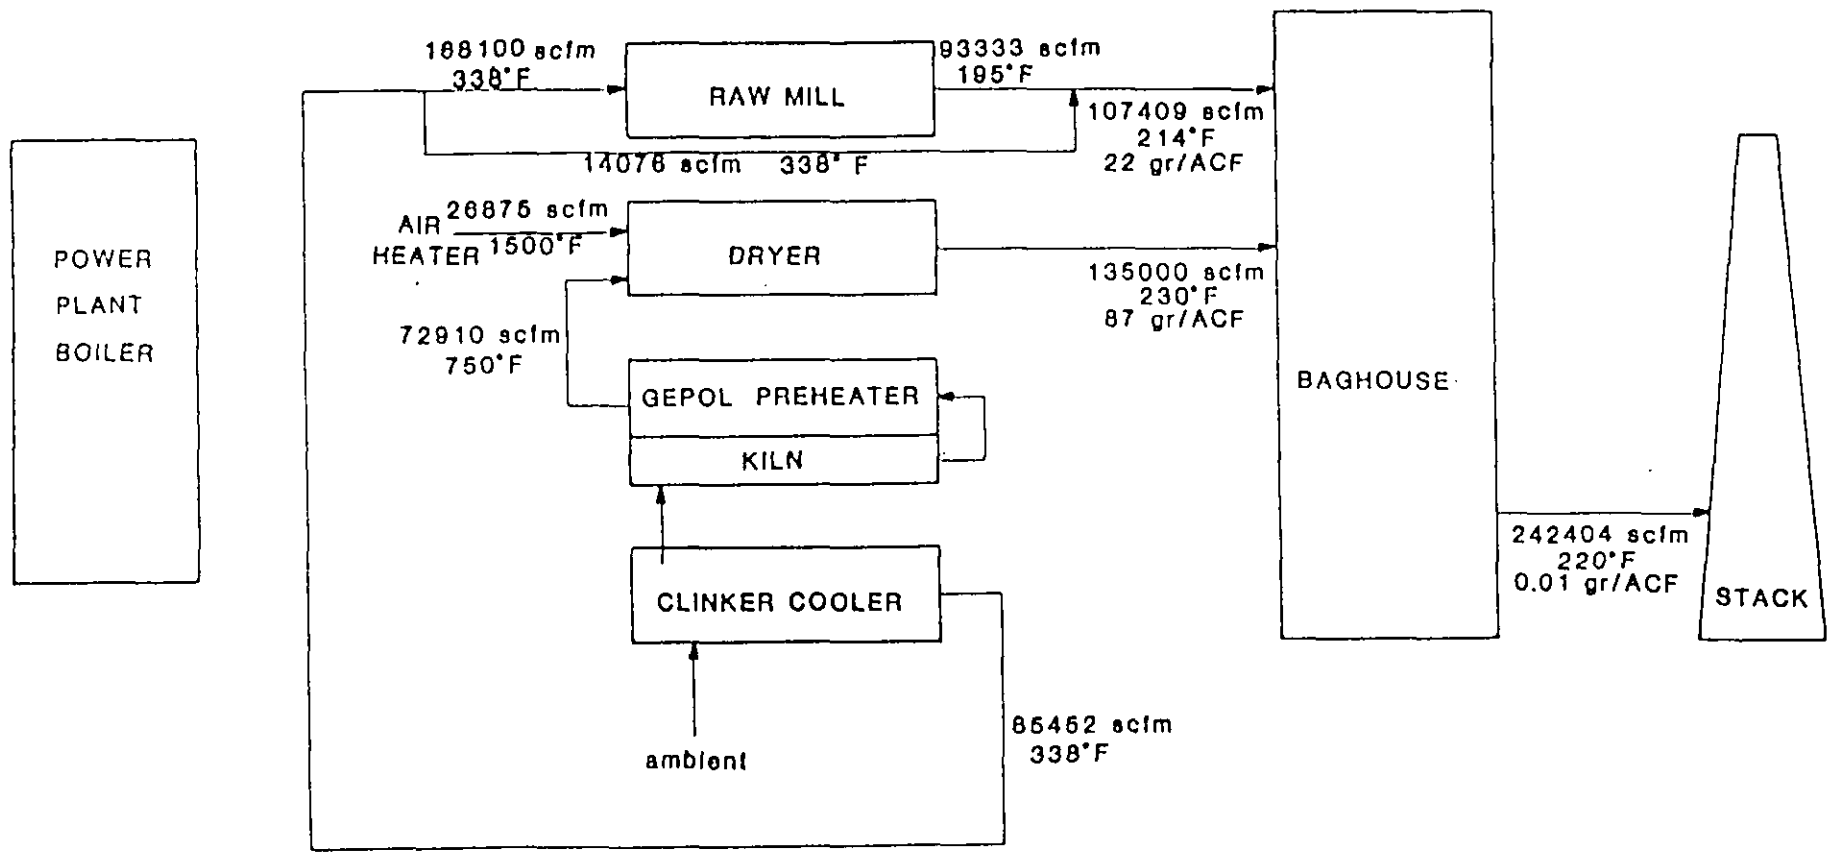 188100 scfm
338°F
RAW MILL
93333 scfm
195°F
107409 scfm
214°F
22 gr/ACF
14076 scfm 338°F
POWER
PLANT
BOILER
AIR
HEATER
26875 scfm
1500°F
DRYER
135000 scfm
230°F
87 gr/ACF
72910 scfm
750°F
GEPOL PREHEATER
KILN
BAGHOUSE
CLINKER COOLER
ambient
85452 scfm
338°F
242404 scfm
220°F
0.01 gr/ACF
STACK